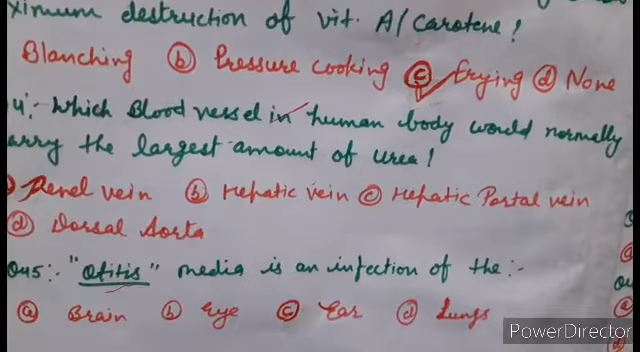 ximum destruction of vit. A/Carotene?
Blanching ⓑ Pressure cooking ⓒ Frying ⓓ None
4:- Which Blood vessel in human body would normally
arry the largest amount of urea!
Renel vein ⓑ Hepatic vein ⓒ Hepatic Portal vein
ⓓ Dorsal Aorta
Q45:- "Otitis" media is an infection of the:-
ⓐ Brain ⓑ Eye ⓒ Ear ⓓ Lungs
PowerDirector